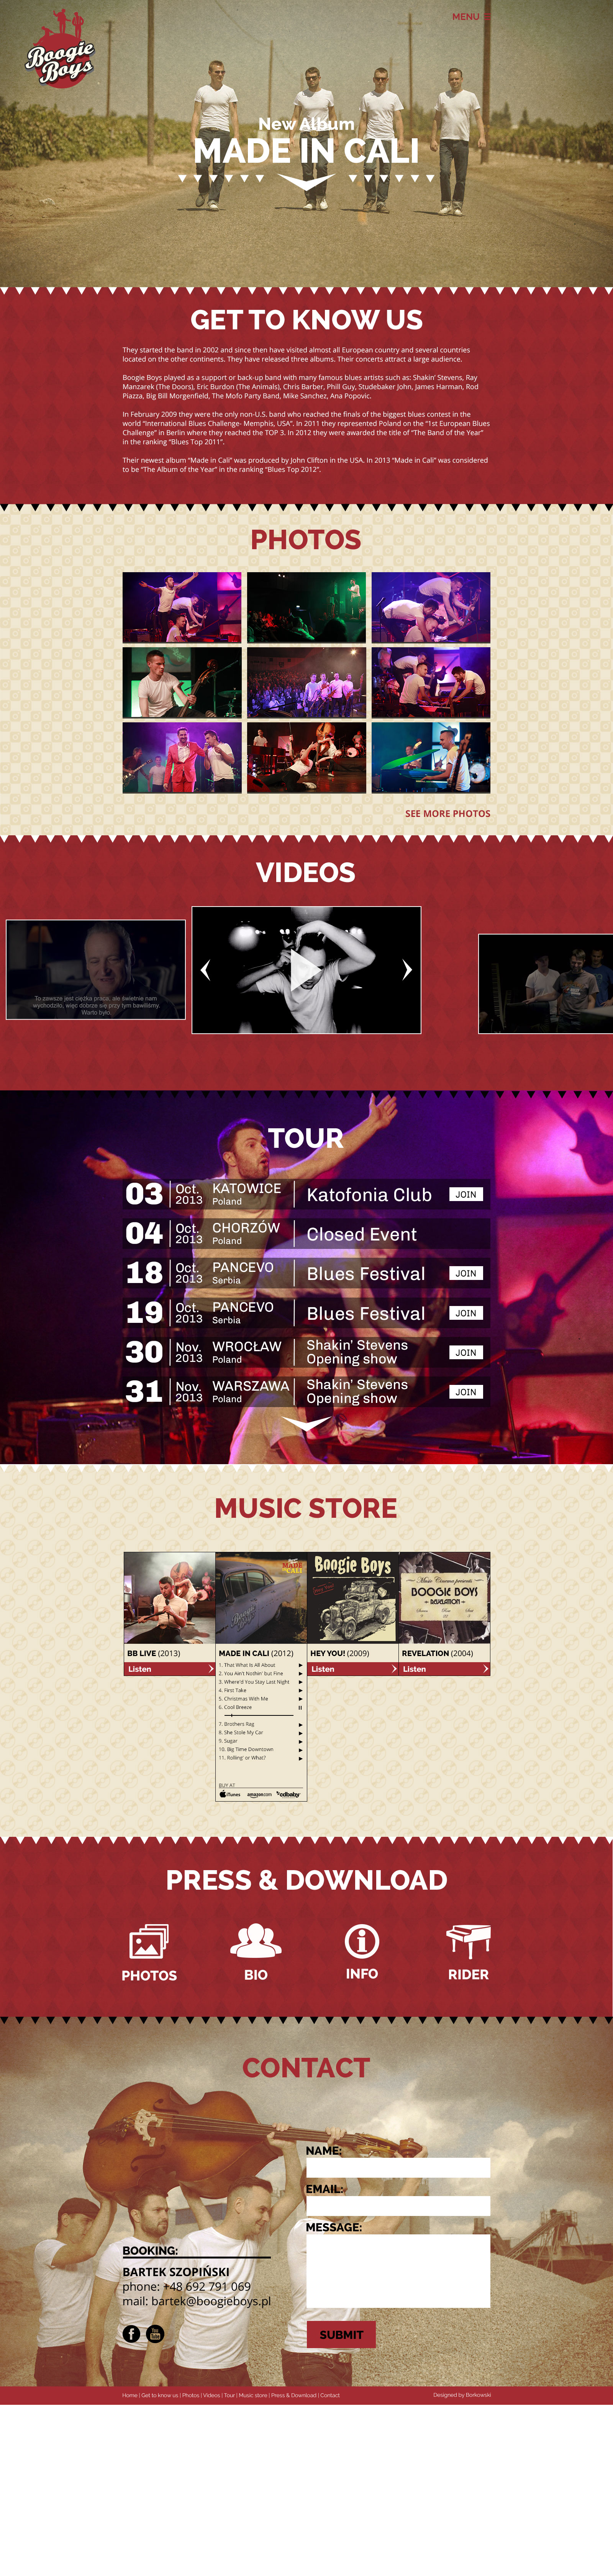 Boogie
Boys
MENU
New Album
MADE IN CALI
GET TO KNOW US
They started the band in 2002 and since then have visited almost all European country and several countries
located on the other continents. They have released three albums. Their concerts attract a large audience.
Boogie Boys played as a support or back-up band with many famous blues artists such as: Shakin' Stevens, Ray
Manzarek (The Doors), Eric Burdon (The Animals), Chris Barber, Phill Guy, Studebaker John, James Harman, Rod
Piazza, Big Bill Morgenfield, The Mofo Party Band, Mike Sanchez, Ana Popovic.
In February 2009 they were the only non-U.S. band who reached the finals of the biggest blues contest in the
world "International Blues Challenge- Memphis, USA". In 2011 they represented Poland on the "1st European Blues
Challenge" in Berlin where they reached the TOP 3. In 2012 they were awarded the title of "The Band of the Year"
in the ranking "Blues Top 2011".
Their newest album "Made in Cali" was produced by John Clifton in the USA. In 2013 "Made in Cali" was considered
to be "The Album of the Year" in the ranking "Blues Top 2012".
PHOTOS
SEE MORE PHOTOS
VIDEOS
To zawsze jest ciężka praca, ale świetnie nam
wychodziło, więc dobrze się przy tym bawiliśmy.
Warto było.
TOUR
03 Oct. 2013 KATOWICE Poland Katofonia Club JOIN
04 Oct. 2013 CHORZÓW Poland Closed Event
18 Oct. 2013 PANCEVO Serbia Blues Festival JOIN
19 Oct. 2013 PANCEVO Serbia Blues Festival JOIN
30 Nov. 2013 WROCŁAW Poland Shakin' Stevens Opening show JOIN
31 Nov. 2013 WARSZAWA Poland Shakin' Stevens Opening show JOIN
MUSIC STORE
MADE
IN CALI
Boogie Boys
Music Cinema presents
BOOGIE BOYS
REVELATION
BB LIVE (2013)
Listen
MADE IN CALI (2012)
1. That What Is All About
2. You Ain't Nothin' but Fine
3. Where'd You Stay Last Night
4. First Take
5. Christmas With Me
6. Cool Breeze
7. Brothers Rag
8. She Stole My Car
9. Sugar
10. Big Time Downtown
11. Rolling' or What?
BUY AT
iTunes amazon.com cdbaby
HEY YOU! (2009)
Listen
REVELATION (2004)
Listen
PRESS & DOWNLOAD
PHOTOS
BIO
INFO
RIDER
CONTACT
NAME:
EMAIL:
MESSAGE:
BOOKING:
BARTEK SZOPIŃSKI
phone: +48 692 791 069
mail: bartek@boogieboys.pl
You
Tube
SUBMIT
Home | Get to know us | Photos | Videos | Tour | Music store | Press & Download | Contact
Designed by Borkowski